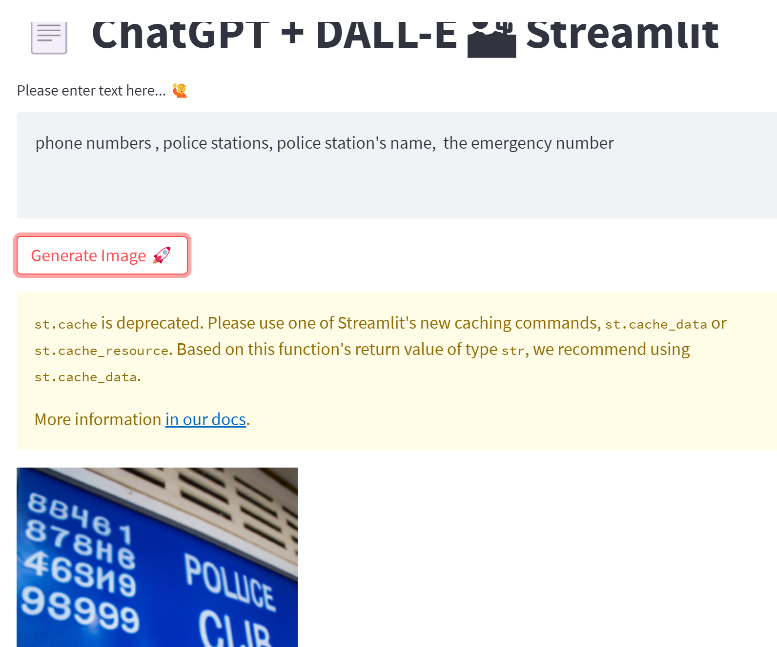 ChatGPT + DALL-E Streamlit
Please enter text here...
phone numbers , police stations, police station's name,  the emergency number
Generate Image
st.cache is deprecated. Please use one of Streamlit's new caching commands, st.cache_data or
st.cache_resource. Based on this function's return value of type str, we recommend using
st.cache_data.
More information in our docs.
88461
878H6
POLUCE
98999